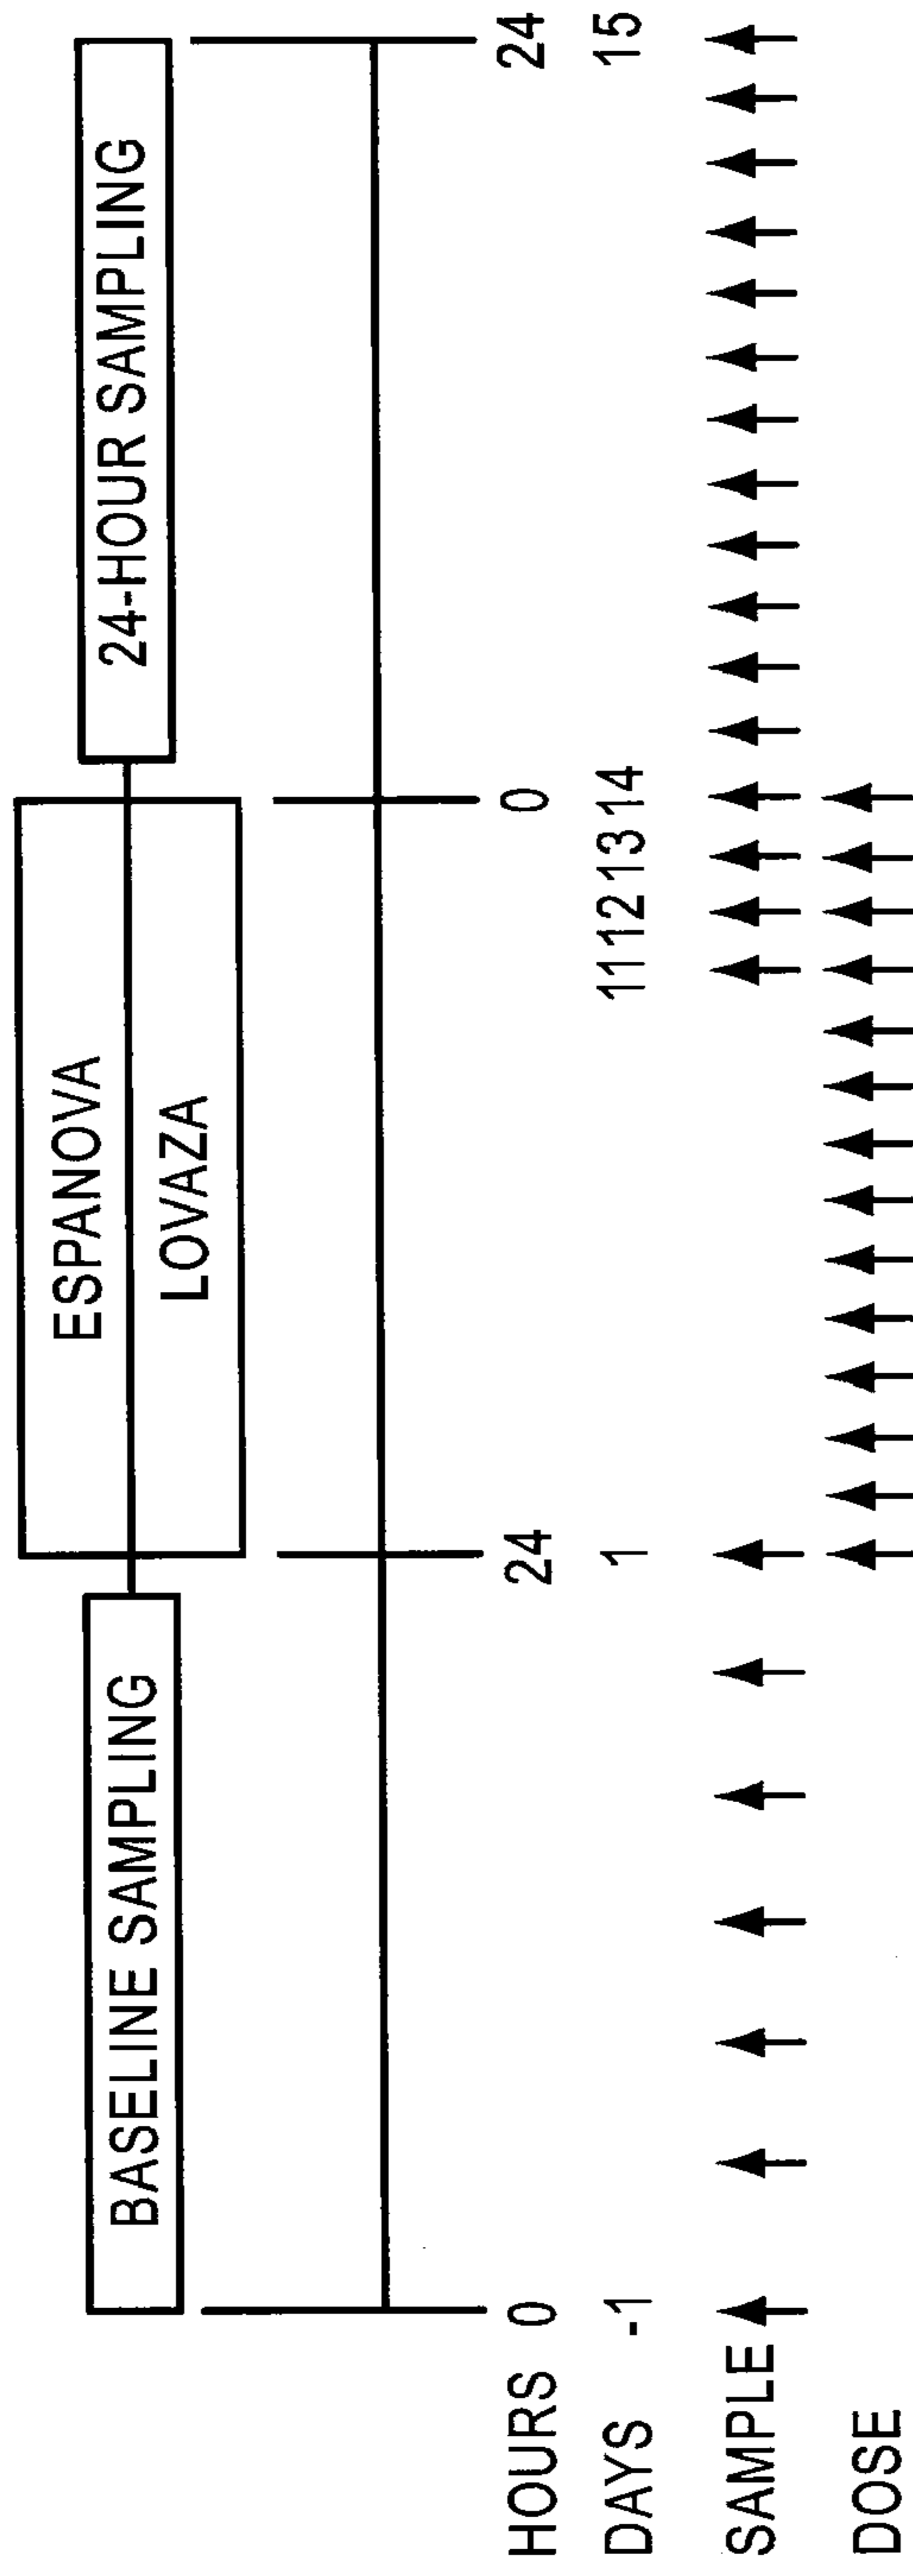 BASELINE SAMPLING
ESPANOVA
LOVAZA
24-HOUR SAMPLING
HOURS 0 24 0 24
DAYS -1 1 11 12 13 14 15
SAMPLE
DOSE